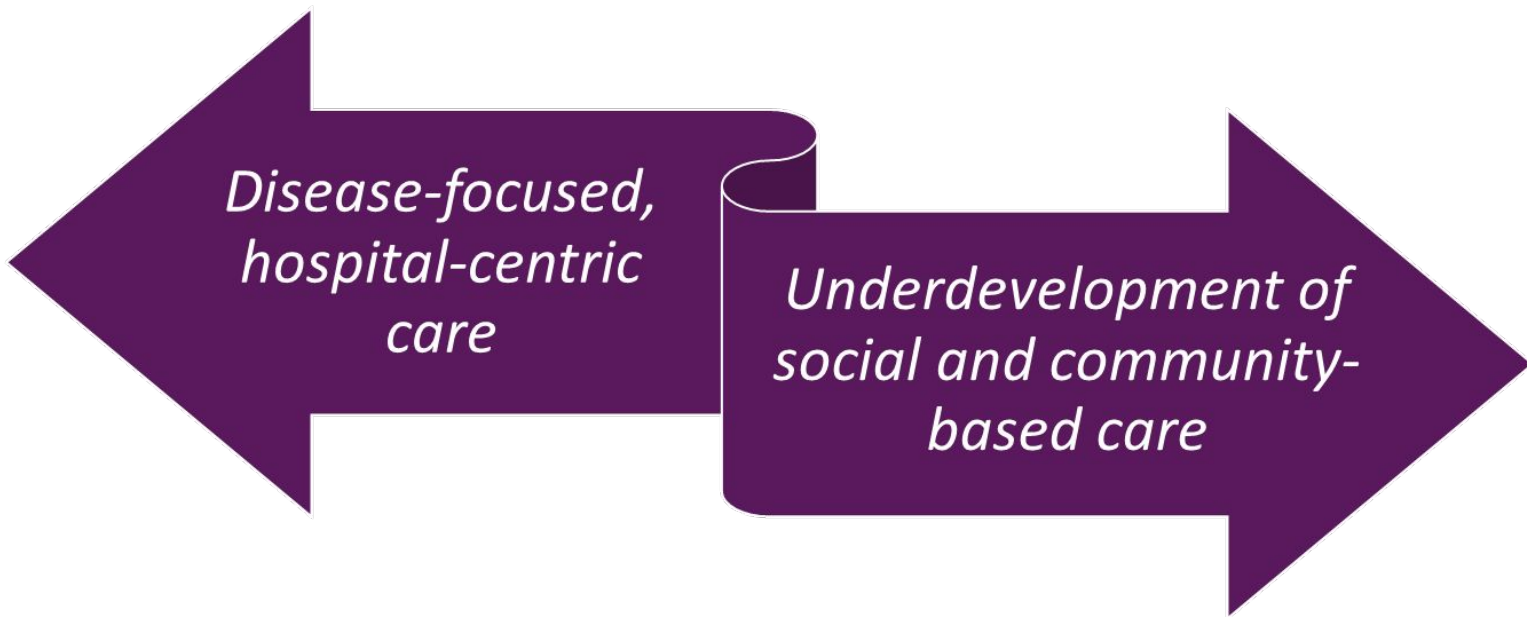 Disease-focused,
hospital-centric
care
Underdevelopment of
social and community-
based care